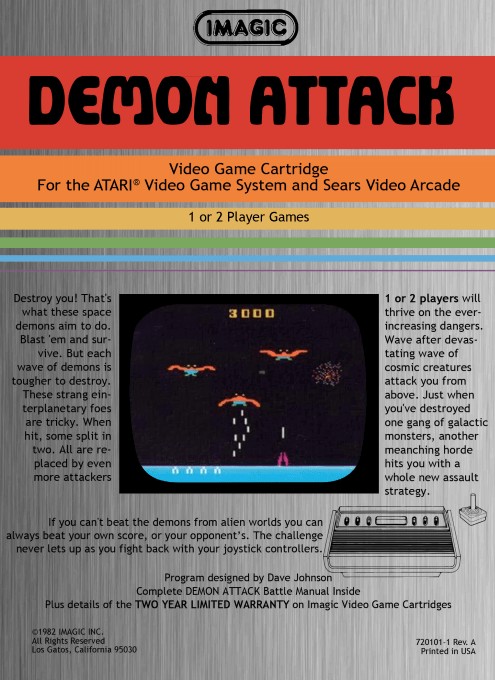 IMAGIC
DEMON ATTACK
Video Game Cartridge
For the ATARI® Video Game System and Sears Video Arcade
1 or 2 Player Games
Destroy you! That's
what these space
demons aim to do.
Blast 'em and sur-
vive. But each
wave of demons is
tougher to destroy.
These strang ein-
terplanetary foes
are tricky. When
hit, some split in
two. All are re-
placed by even
more attackers
3000
1 or 2 players will
thrive on the ever-
increasing dangers.
Wave after devas-
tating wave of
cosmic creatures
attack you from
above. Just when
you've destroyed
one gang of galactic
monsters, another
meanching horde
hits you with a
whole new assault
strategy.
If you can't beat the demons from alien worlds you can
always beat your own score, or your opponent's. The challenge
never lets up as you fight back with your joystick controllers.
Program designed by Dave Johnson
Complete DEMON ATTACK Battle Manual Inside
Plus details of the TWO YEAR LIMITED WARRANTY on Imagic Video Game Cartridges
©1982 IMAGIC INC.
All Rights Reserved
Los Gatos, California 95030
720101-1 Rev. A
Printed in USA